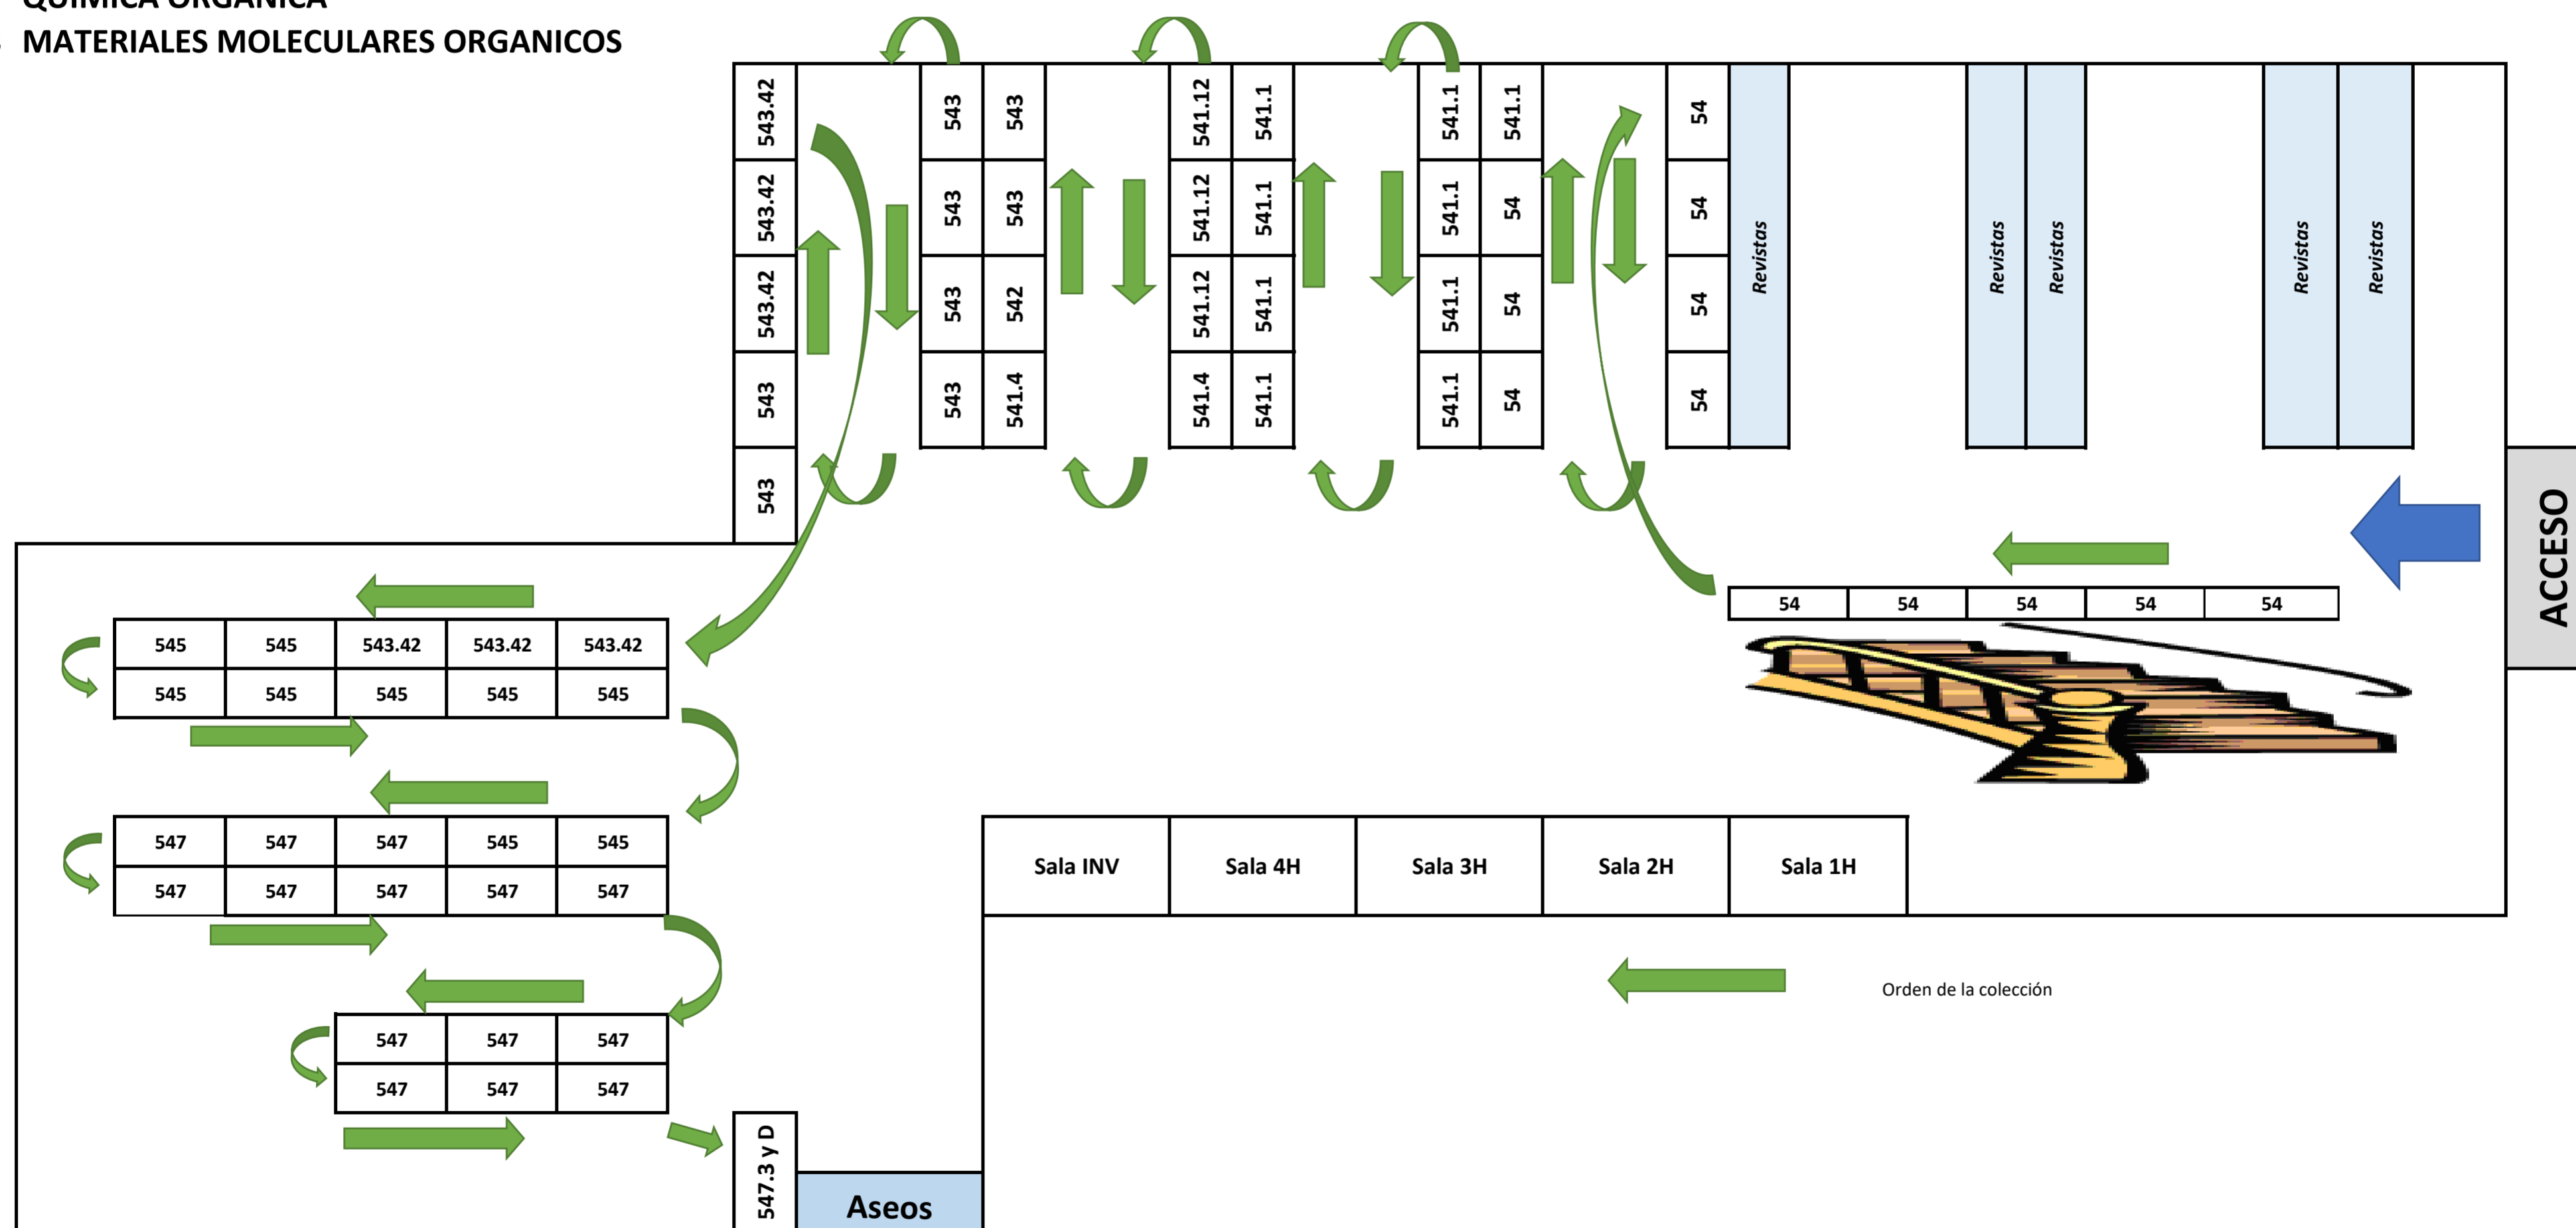 QUIMICA ORGANICA
MATERIALES MOLECULARES ORGANICOS
543.42 543 543 541.12 541.1 541.1 541.1 54
543.42 543 543 541.12 541.1 541.1 54 54
543.42 543 542 541.12 541.1 541.1 54 54
543 543 541.4 541.4 541.1 541.1 54 54
543
Revistas Revistas Revistas Revistas Revistas
ACCESO
54 54 54 54 54
545 545 543.42 543.42 543.42
545 545 545 545 545
547 547 547 545 545
547 547 547 547 547
Sala INV Sala 4H Sala 3H Sala 2H Sala 1H
Orden de la colección
547 547 547
547 547 547
547.3 y D
Aseos